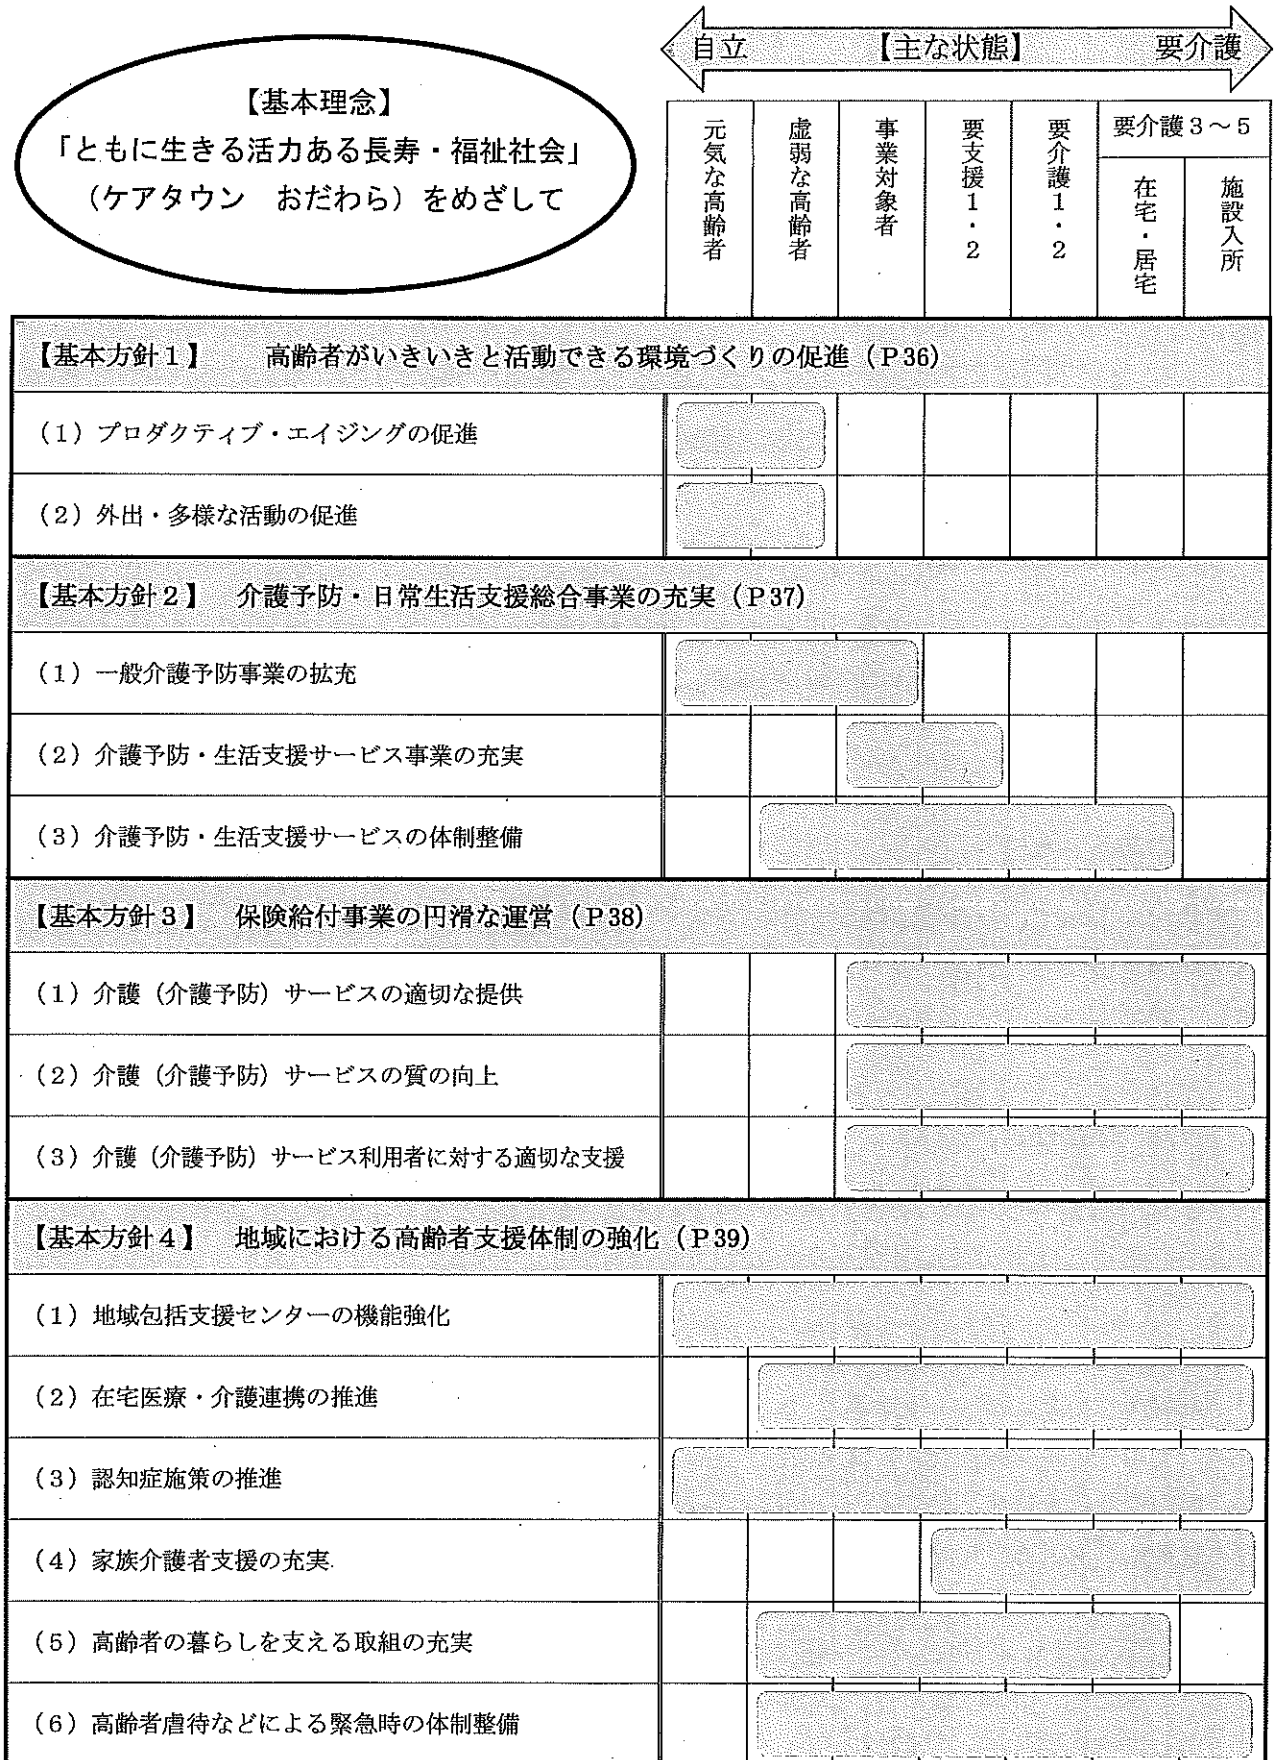 自立　【主な状態】　要介護
【基本理念】
「ともに生きる活力ある長寿・福祉社会」
（ケアタウン　おだわら）をめざして
元気な高齢者
虚弱な高齢者
事業対象者
要支援１・２
要介護１・２
要介護３～５
在宅・居宅
施設入所
【基本方針１】　高齢者がいきいきと活動できる環境づくりの促進（Ｐ36）
（１）プロダクティブ・エイジングの促進
（２）外出・多様な活動の促進
【基本方針２】　介護予防・日常生活支援総合事業の充実（Ｐ37）
（１）一般介護予防事業の拡充
（２）介護予防・生活支援サービス事業の充実
（３）介護予防・生活支援サービスの体制整備
【基本方針３】　保険給付事業の円滑な運営（Ｐ38）
（１）介護（介護予防）サービスの適切な提供
（２）介護（介護予防）サービスの質の向上
（３）介護（介護予防）サービス利用者に対する適切な支援
【基本方針４】　地域における高齢者支援体制の強化（Ｐ39）
（１）地域包括支援センターの機能強化
（２）在宅医療・介護連携の推進
（３）認知症施策の推進
（４）家族介護者支援の充実
（５）高齢者の暮らしを支える取組の充実
（６）高齢者虐待などによる緊急時の体制整備